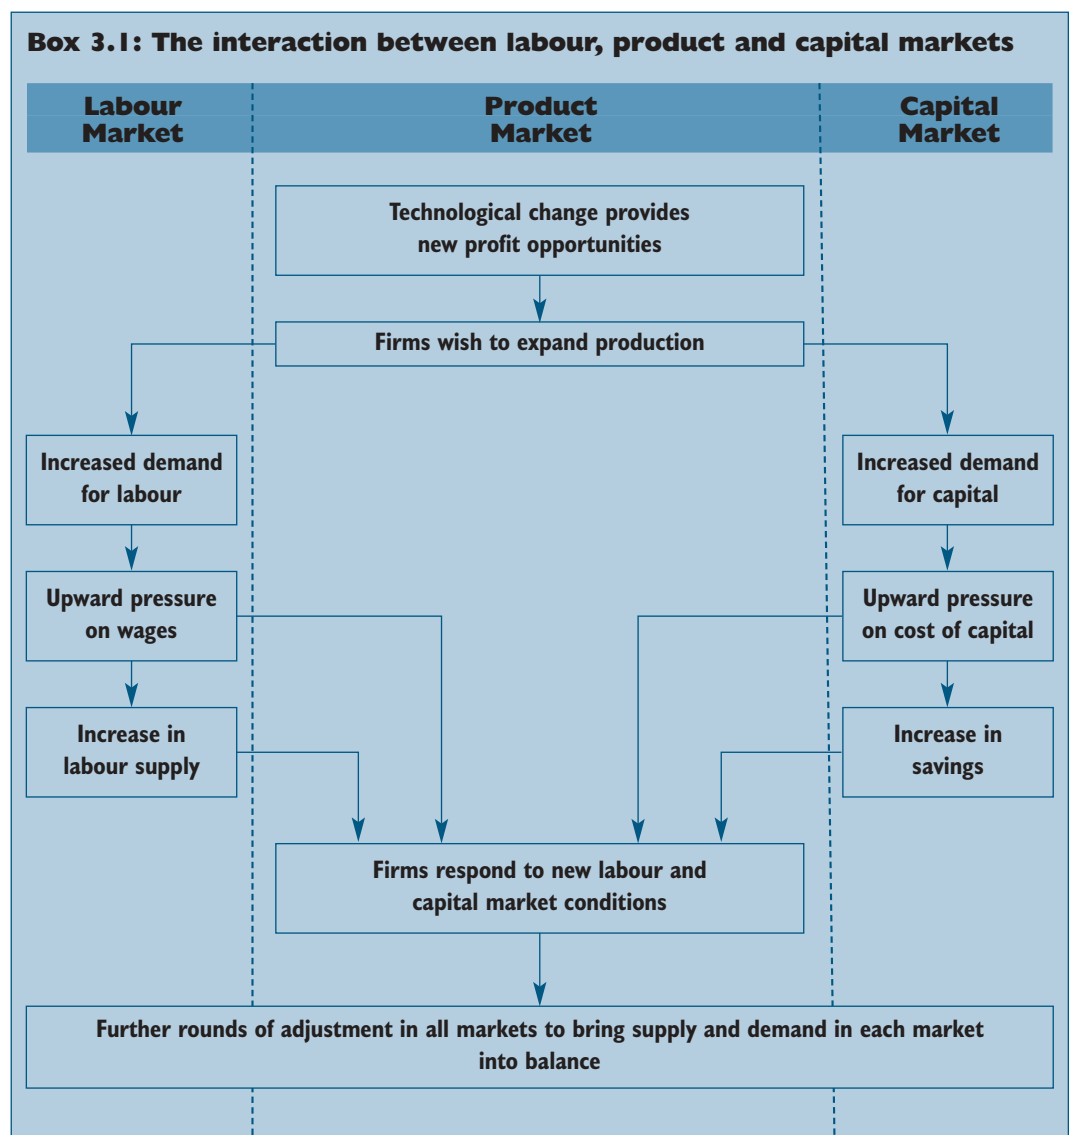 Box 3.1: The interaction between labour, product and capital markets
Labour
Market
Product
Market
Capital
Market
Technological change provides
new profit opportunities
Firms wish to expand production
Increased demand
for labour
Increased demand
for capital
Upward pressure
on wages
Upward pressure
on cost of capital
Increase in
labour supply
Increase in
savings
Firms respond to new labour and
capital market conditions
Further rounds of adjustment in all markets to bring supply and demand in each market
into balance